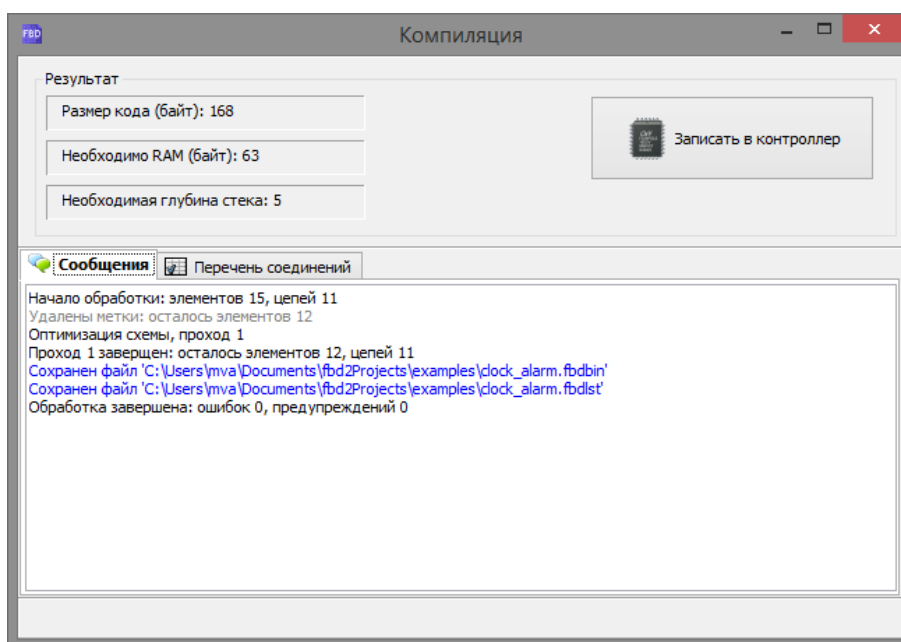 FBD
Компиляция
Результат
Размер кода (байт): 168
Необходимо RAM (байт): 63
Необходимая глубина стека: 5
Записать в контроллер
Сообщения
Перечень соединений
Начало обработки: элементов 15, цепей 11
Удалены метки: осталось элементов 12
Оптимизация схемы, проход 1
Проход 1 завершен: осталось элементов 12, цепей 11
Сохранен файл 'C:\Users\mva\Documents\fbd2Projects\examples\clock_alarm.fbdbin'
Сохранен файл 'C:\Users\mva\Documents\fbd2Projects\examples\clock_alarm.fbdlst'
Обработка завершена: ошибок 0, предупреждений 0